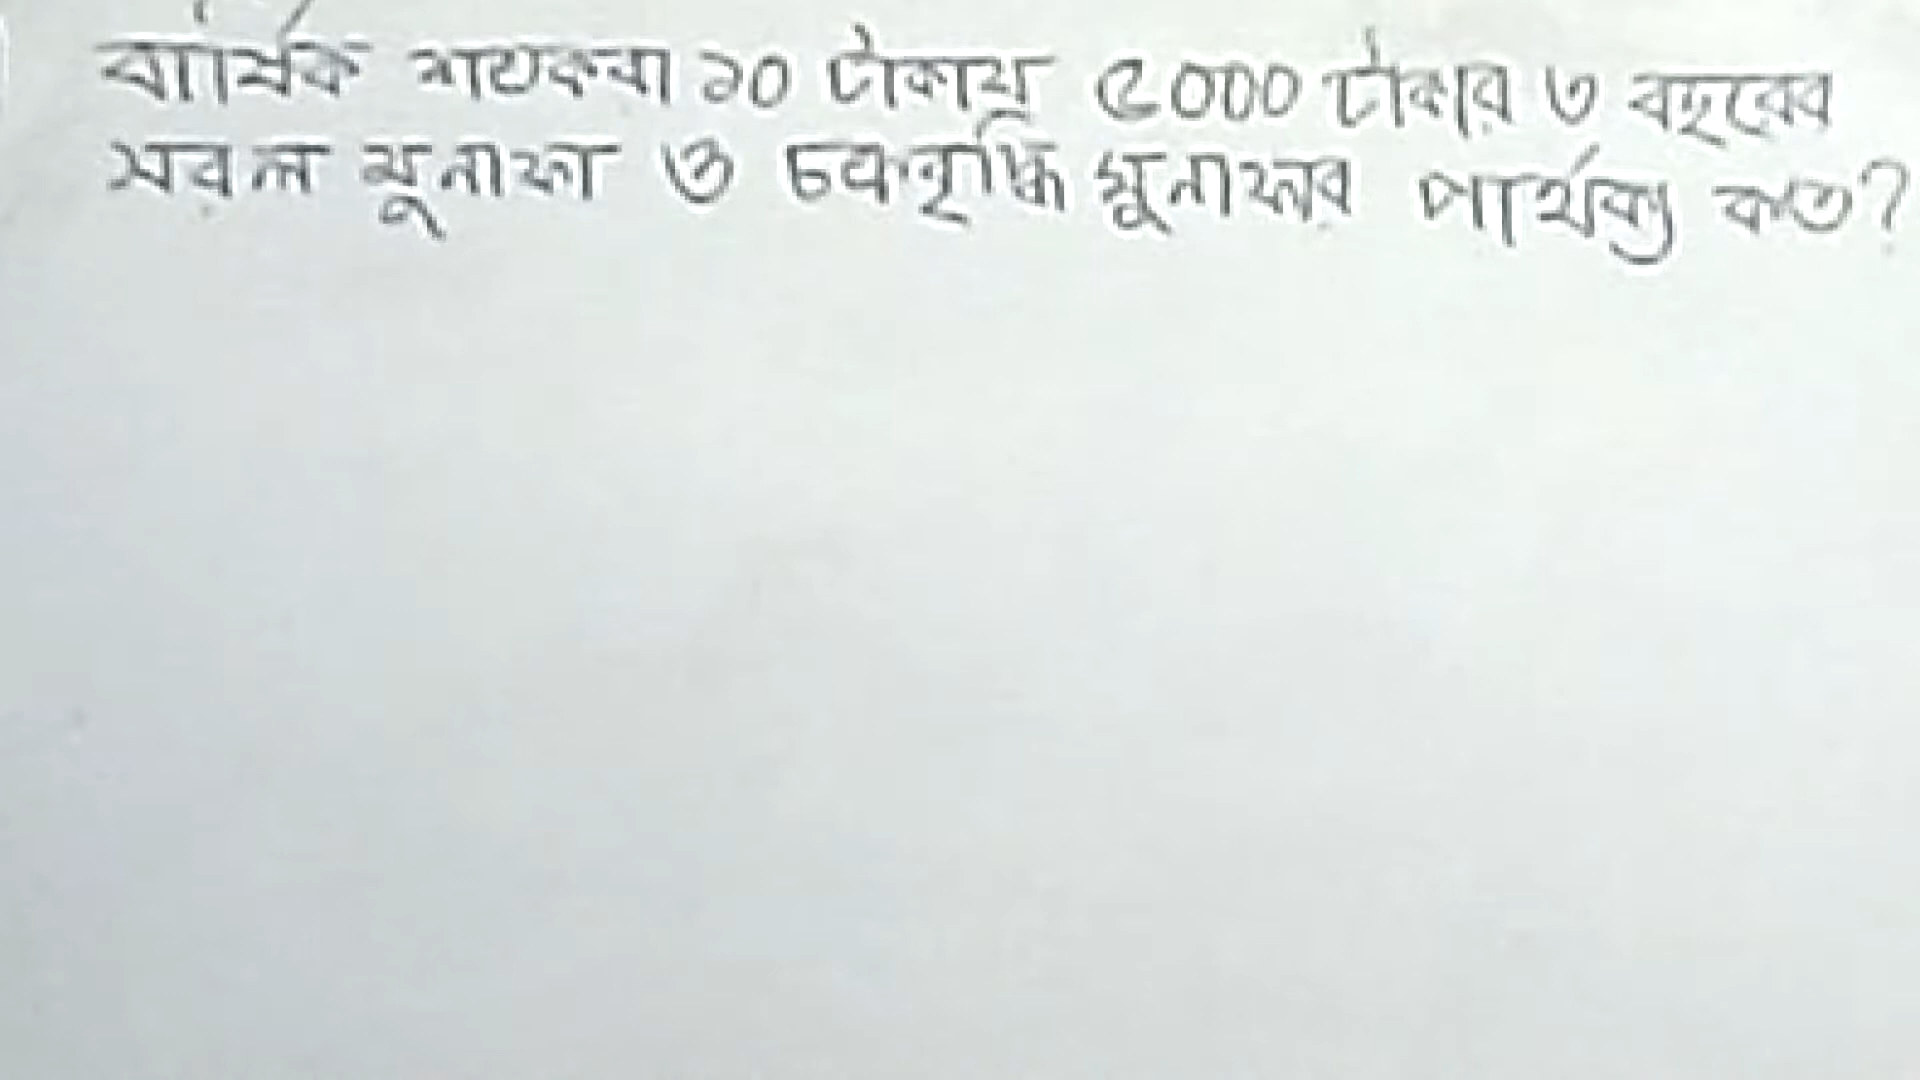 বার্ষিক শতকরা ১০ টাকায় ৫০০০ টাকার ৩ বছরের
সরল মুনাফা ও চক্রবৃদ্ধি মুনাফার পার্থক্য কত?